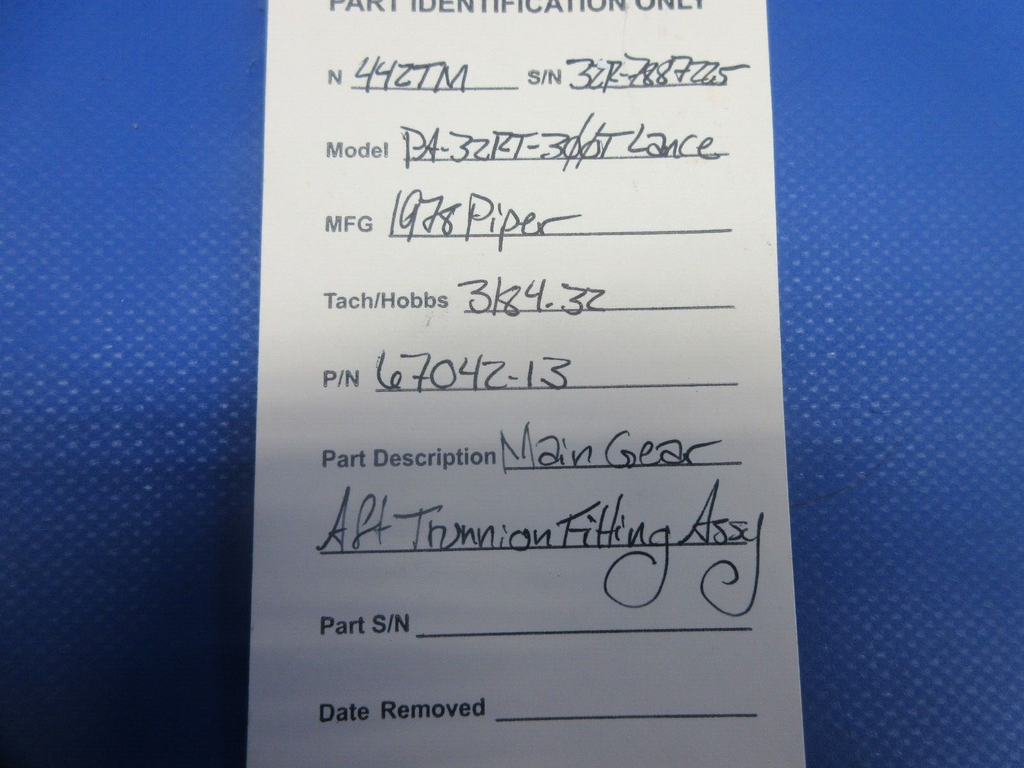 PART IDENTIFICATION ONLY
N 442TM S/N 32R-7887225
Model PA-32RT-300T Lance
MFG 1978 Piper
Tach/Hobbs 3184.32
P/N 67042-13
Part Description Main Gear
Aft Trunnion Fitting Assy
Part S/N
Date Removed